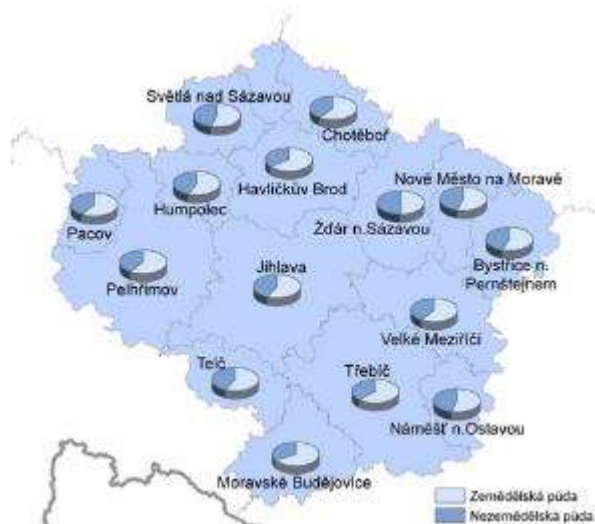 Světlá nad Sázavou
Chotěboř
Havlíčkův Brod
Nové Město na Moravě
Humpolec
Žďár n.Sázavou
Pacov
Bystřice n.
Pernštejnem
Jihlava
Pelhřimov
Velké Meziříčí
Telč
Třebíč
Náměšť n.Oslavou
Moravské Budějovice
Zemědělská půda
Nezemědělská půda